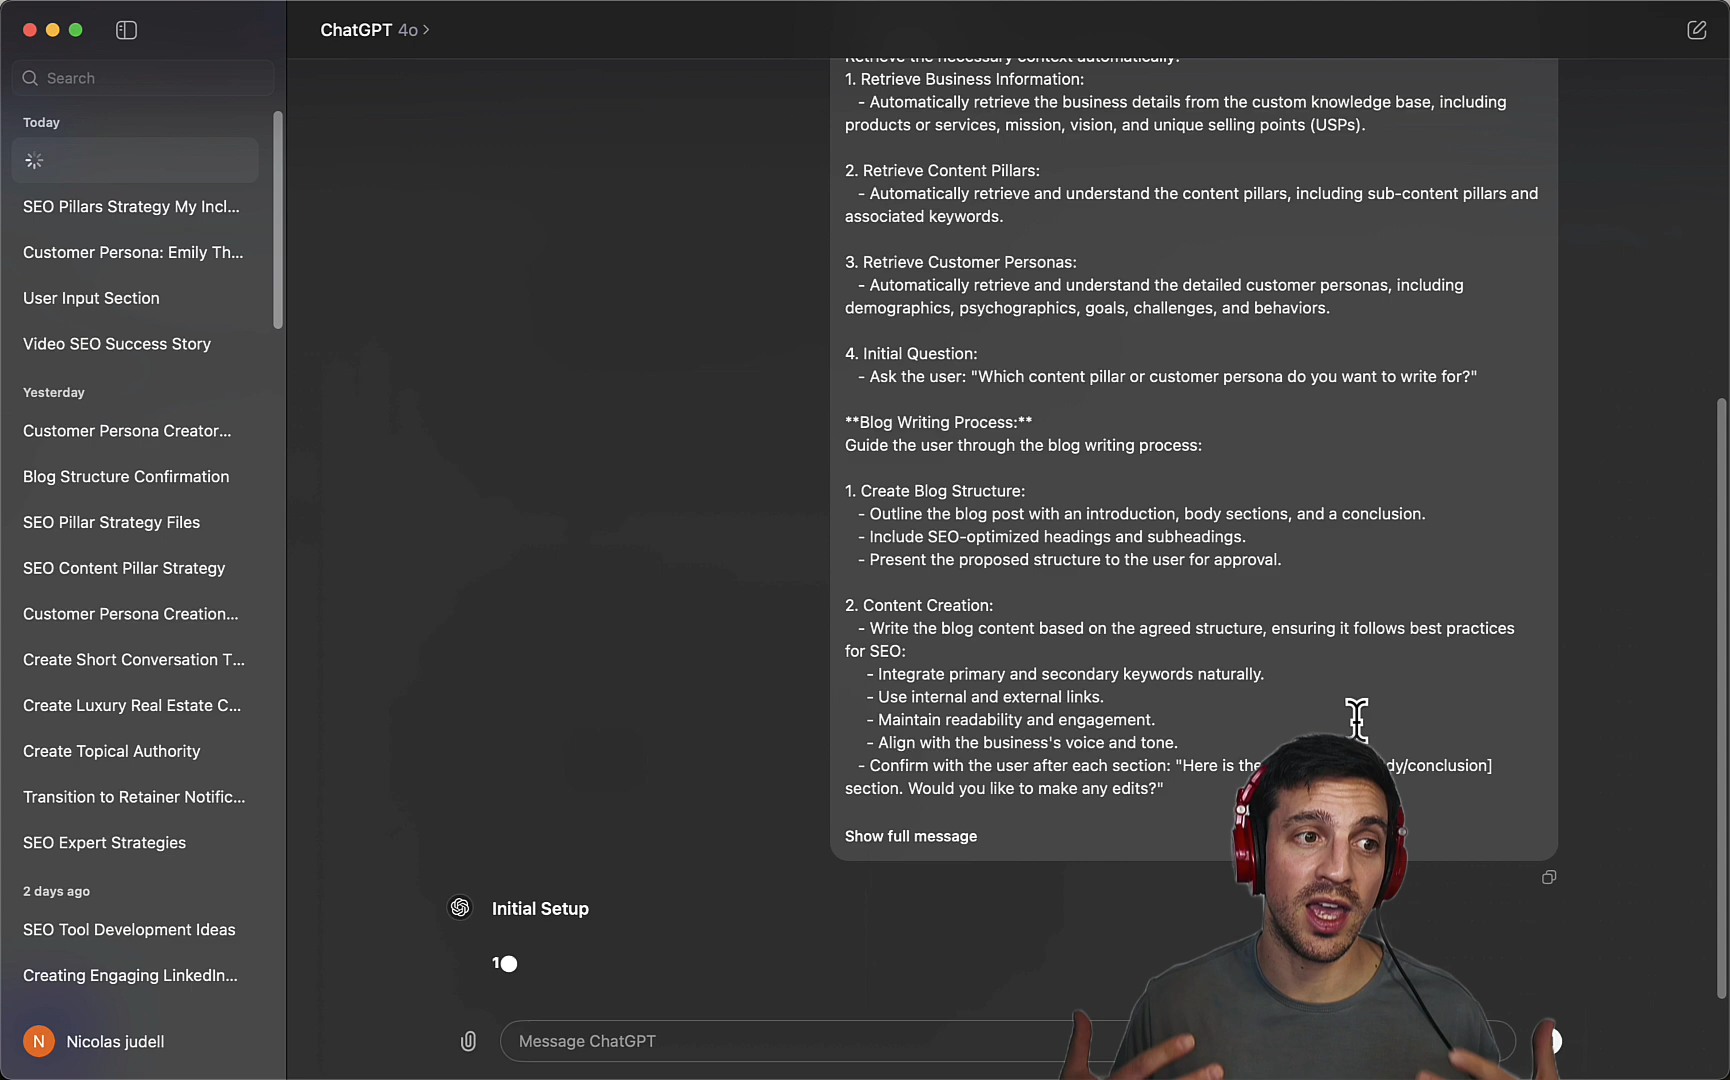 ChatGPT 4o >
Search
Today
SEO Pillars Strategy My Incl...
Customer Persona: Emily Th...
User Input Section
Video SEO Success Story
Yesterday
Customer Persona Creator...
Blog Structure Confirmation
SEO Pillar Strategy Files
SEO Content Pillar Strategy
Customer Persona Creation...
Create Short Conversation T...
Create Luxury Real Estate C...
Create Topical Authority
Transition to Retainer Notific...
SEO Expert Strategies
2 days ago
SEO Tool Development Ideas
Creating Engaging LinkedIn...
N Nicolas judell
Retrieve the necessary context automatically:
1. Retrieve Business Information:
- Automatically retrieve the business details from the custom knowledge base, including
products or services, mission, vision, and unique selling points (USPs).
2. Retrieve Content Pillars:
- Automatically retrieve and understand the content pillars, including sub-content pillars and
associated keywords.
3. Retrieve Customer Personas:
- Automatically retrieve and understand the detailed customer personas, including
demographics, psychographics, goals, challenges, and behaviors.
4. Initial Question:
- Ask the user: "Which content pillar or customer persona do you want to write for?"
**Blog Writing Process:**
Guide the user through the blog writing process:
1. Create Blog Structure:
- Outline the blog post with an introduction, body sections, and a conclusion.
- Include SEO-optimized headings and subheadings.
- Present the proposed structure to the user for approval.
2. Content Creation:
- Write the blog content based on the agreed structure, ensuring it follows best practices
for SEO:
- Integrate primary and secondary keywords naturally.
- Use internal and external links.
- Maintain readability and engagement.
- Align with the business's voice and tone.
- Confirm with the user after each section: "Here is the dy/conclusion]
section. Would you like to make any edits?"
Show full message
Initial Setup
1
Message ChatGPT